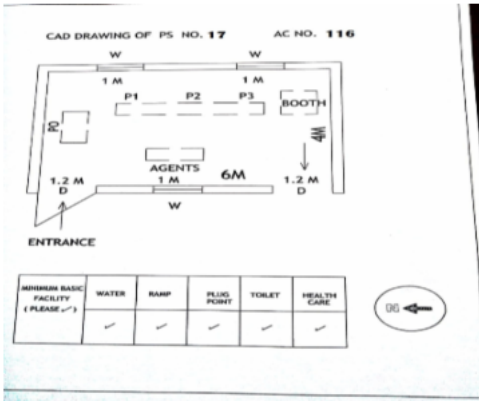 CAD DRAWING OF PS NO. 17 AC NO. 116
W W
1 M 1 M
P1 P2 P3
BOOTH
PO
4M
AGENTS
1.2 M 1 M 6M 1.2 M
D D
W
ENTRANCE
MINIMUM BASIC FACILITY (PLEASE ✓)
WATER
RAMP
PLUG POINT
TOILET
HEALTH CARE
✓ ✓ ✓ ✓ ✓
N